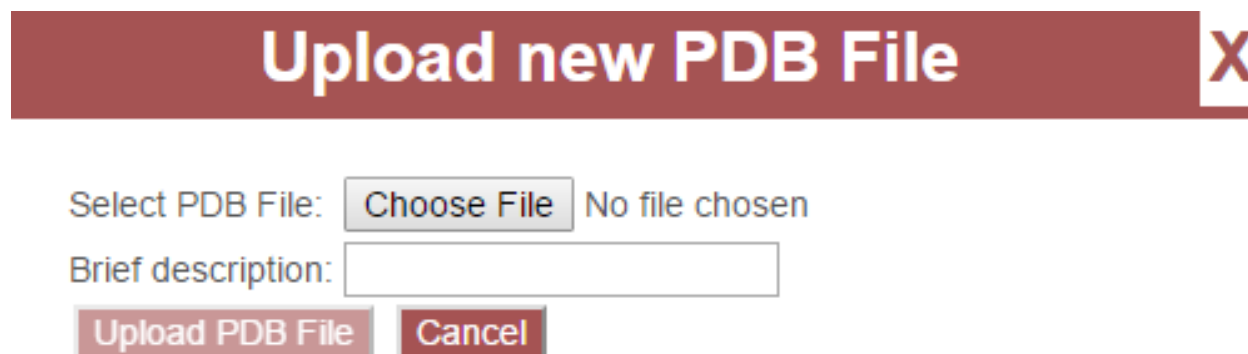 Upload new PDB File X
Select PDB File: Choose File No file chosen
Brief description:
Upload PDB File Cancel